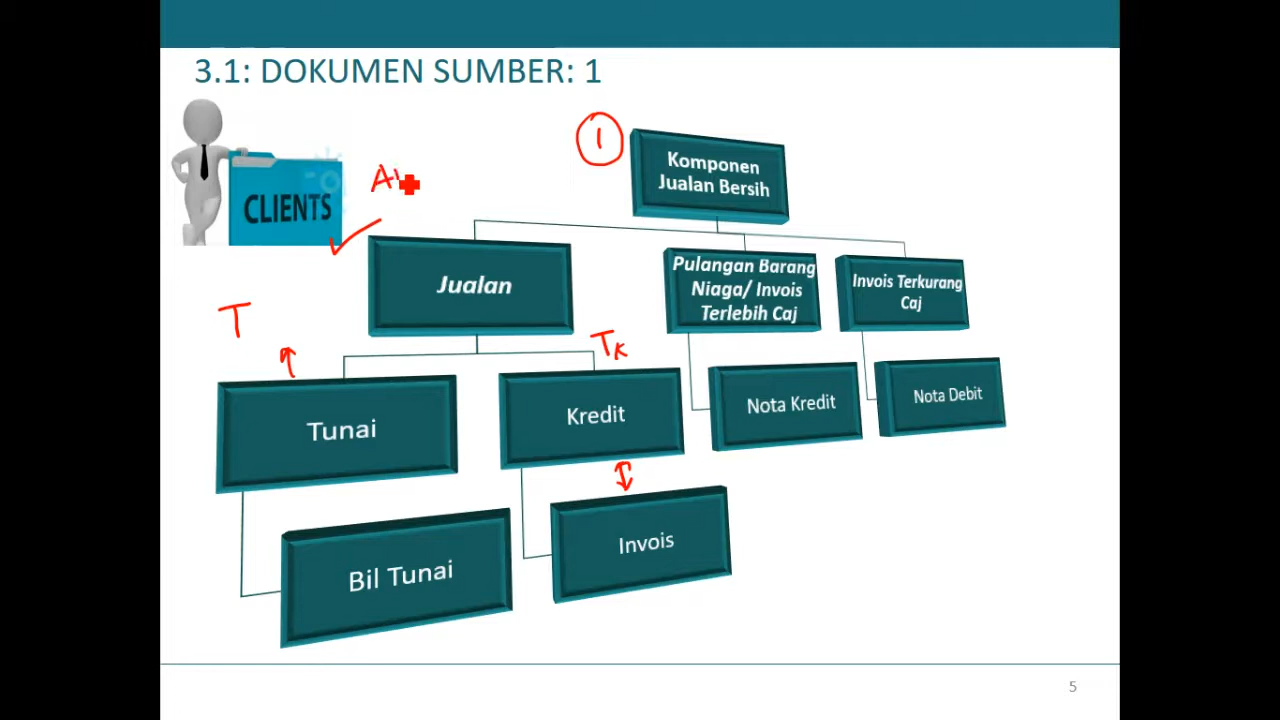 3.1: DOKUMEN SUMBER: 1
CLIENTS
1
Komponen
Jualan Bersih
Jualan
Pulangan Barang
Niaga/ Invois
Terlebih Caj
Invois Terkurang
Caj
T
TK
Tunai
Kredit
Nota Kredit
Nota Debit
Bil Tunai
Invois
5